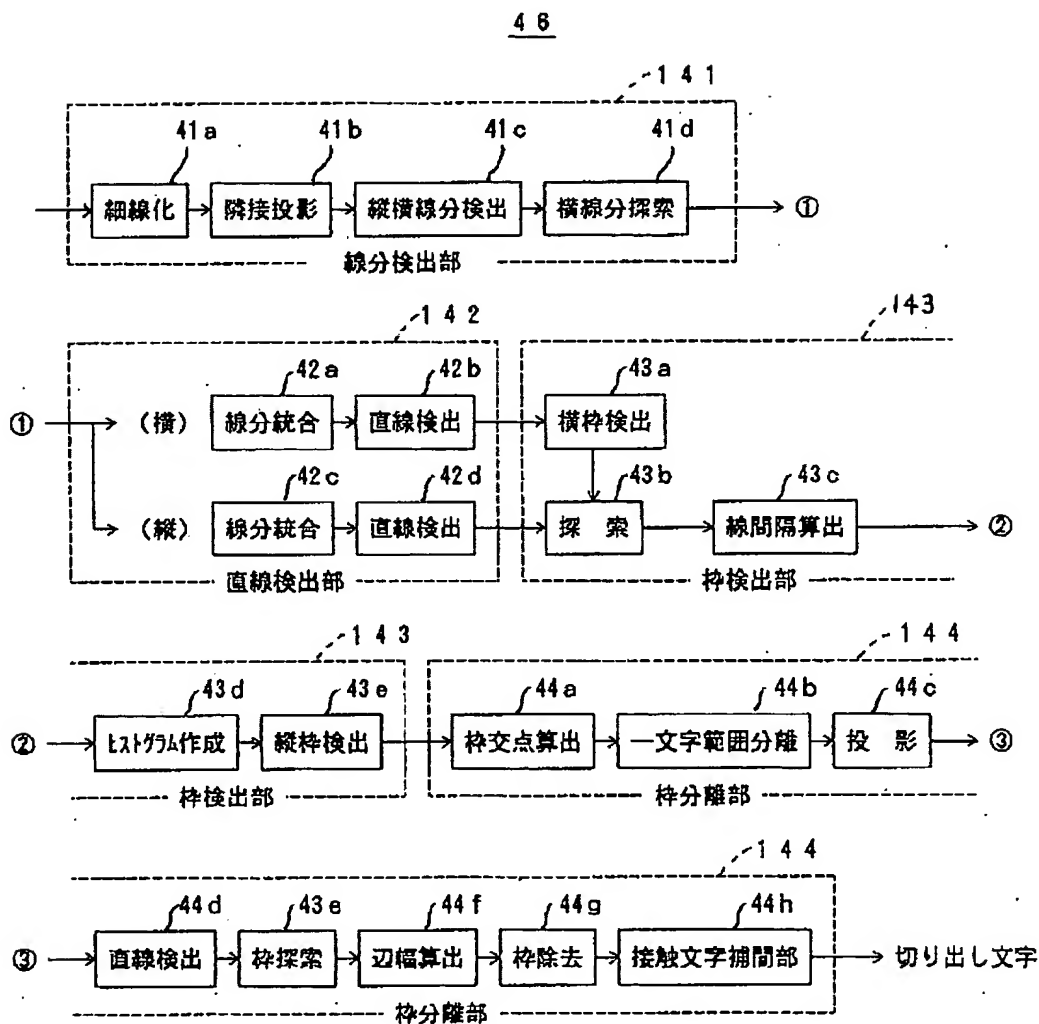 46
141
41a 41b 41c 41d
細線化 隣接投影 縦横線分検出 横線分探索 ①
線分検出部
142 143
42a 42b 43a
① (横) 線分統合 直線検出 横枠検出
42c 42d 43b 43c
(縦) 線分統合 直線検出 探 索 線間隔算出 ②
直線検出部 枠検出部
143 144
43d 43e 44a 44b 44c
② ヒストグラム作成 縦枠検出 枠交点算出 一文字範囲分離 投 影 ③
枠検出部 枠分離部
144
44d 43e 44f 44g 44h
③ 直線検出 枠探索 辺幅算出 枠除去 接触文字補間部 切り出し文字
枠分離部